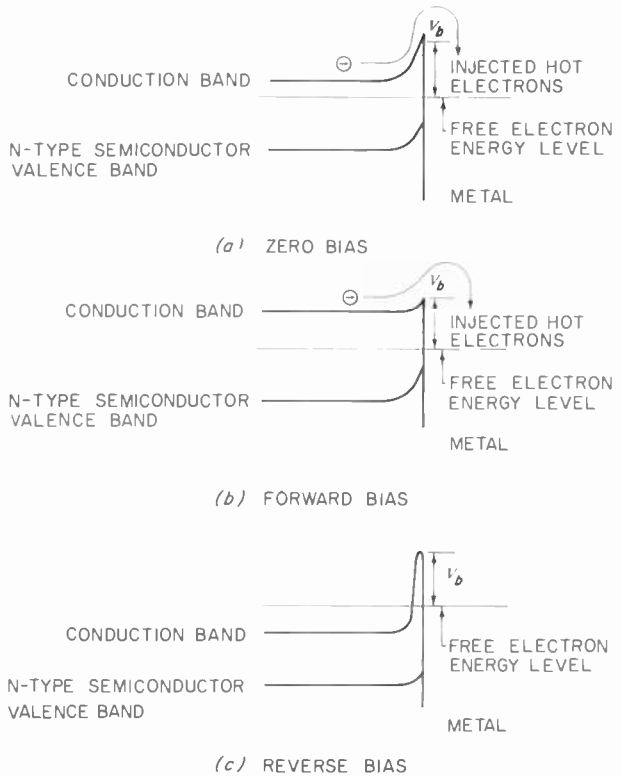 V_b
CONDUCTION BAND
INJECTED HOT
ELECTRONS
N-TYPE SEMICONDUCTOR
VALENCE BAND
FREE ELECTRON
ENERGY LEVEL
METAL
(a) ZERO BIAS
V_b
CONDUCTION BAND
INJECTED HOT
ELECTRONS
N-TYPE SEMICONDUCTOR
VALENCE BAND
FREE ELECTRON
ENERGY LEVEL
METAL
(b) FORWARD BIAS
V_b
CONDUCTION BAND
FREE ELECTRON
ENERGY LEVEL
N-TYPE SEMICONDUCTOR
VALENCE BAND
METAL
(c) REVERSE BIAS